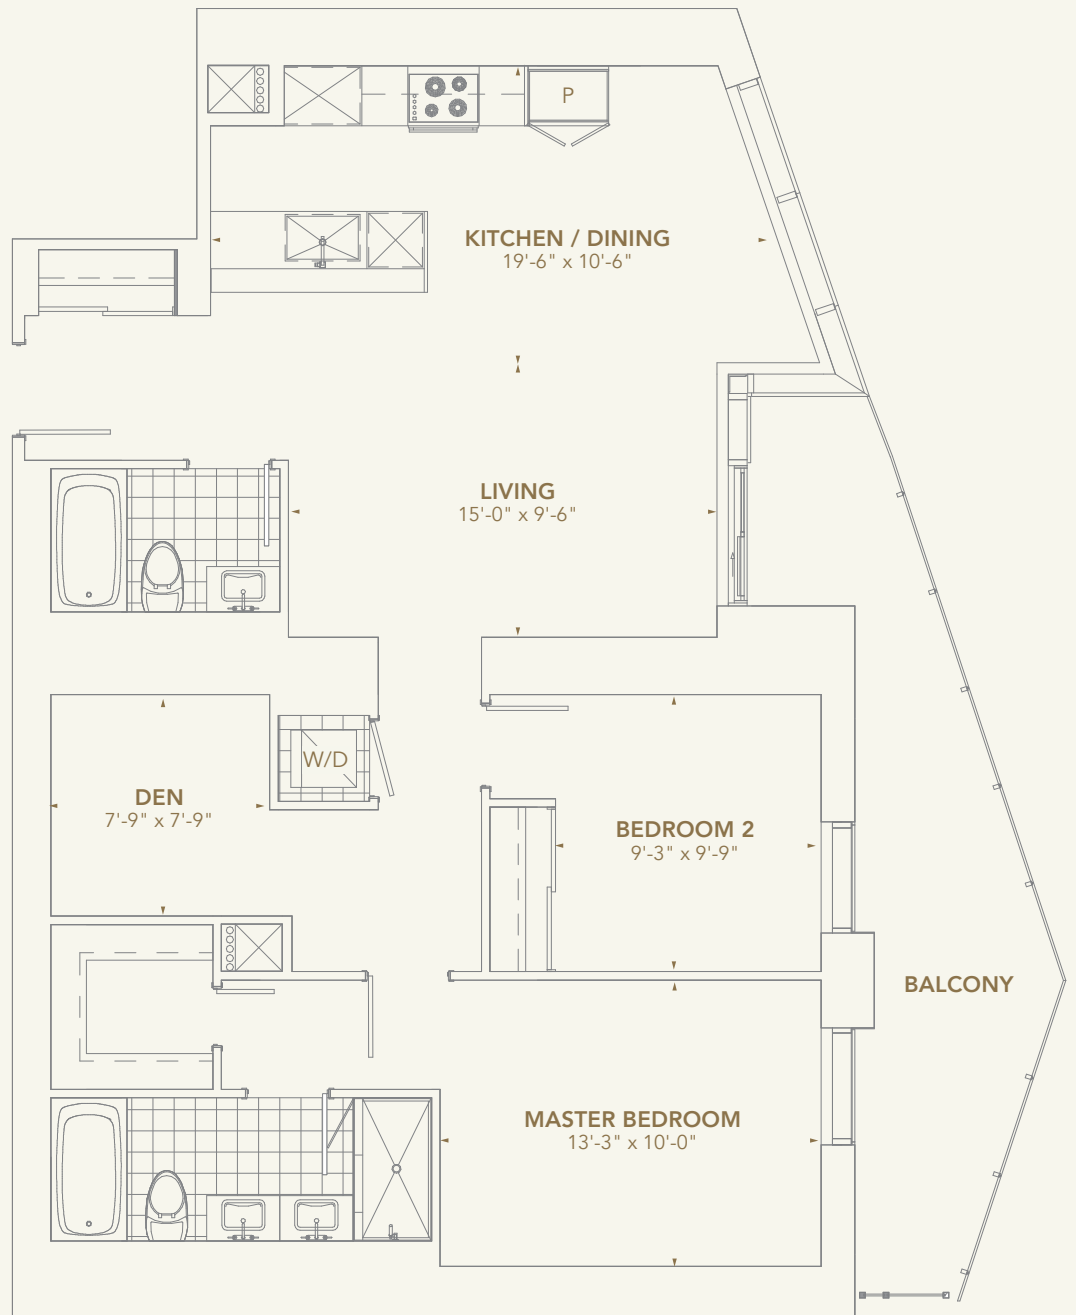 P
KITCHEN / DINING
19'-6" x 10'-6"
LIVING
15'-0" x 9'-6"
W/D
DEN
7'-9" x 7'-9"
BEDROOM 2
9'-3" x 9'-9"
BALCONY
MASTER BEDROOM
13'-3" x 10'-0"